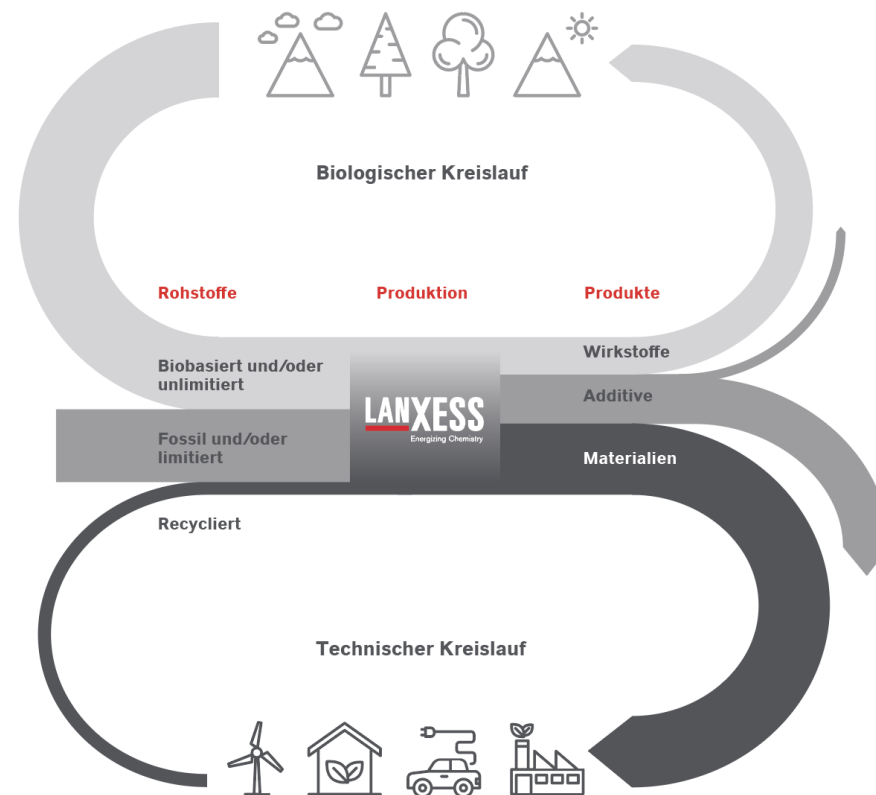 Biologischer Kreislauf
Rohstoffe
Produktion
Produkte
Biobasiert und/oder
unlimitiert
Wirkstoffe
Additive
LANXESS
Energizing Chemistry
Fossil und/oder
limitiert
Materialien
Recycliert
Technischer Kreislauf